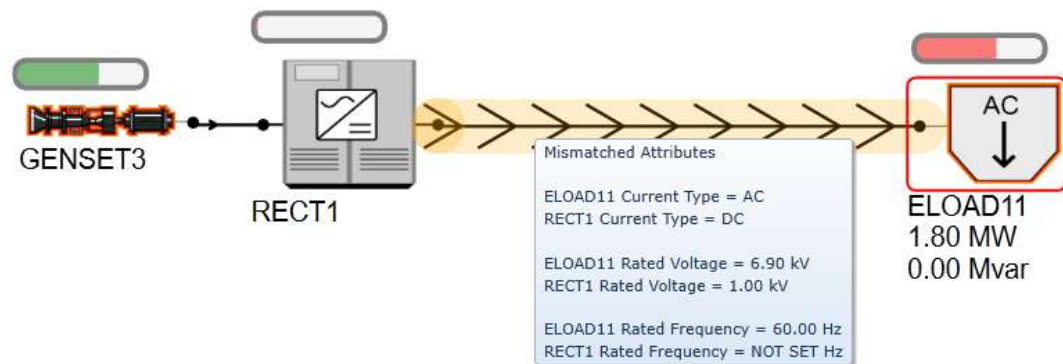 GENSET3
RECT1
AC
ELOAD11
1.80 MW
0.00 Mvar
Mismatched Attributes
ELOAD11 Current Type = AC
RECT1 Current Type = DC
ELOAD11 Rated Voltage = 6.90 kV
RECT1 Rated Voltage = 1.00 kV
ELOAD11 Rated Frequency = 60.00 Hz
RECT1 Rated Frequency = NOT SET Hz